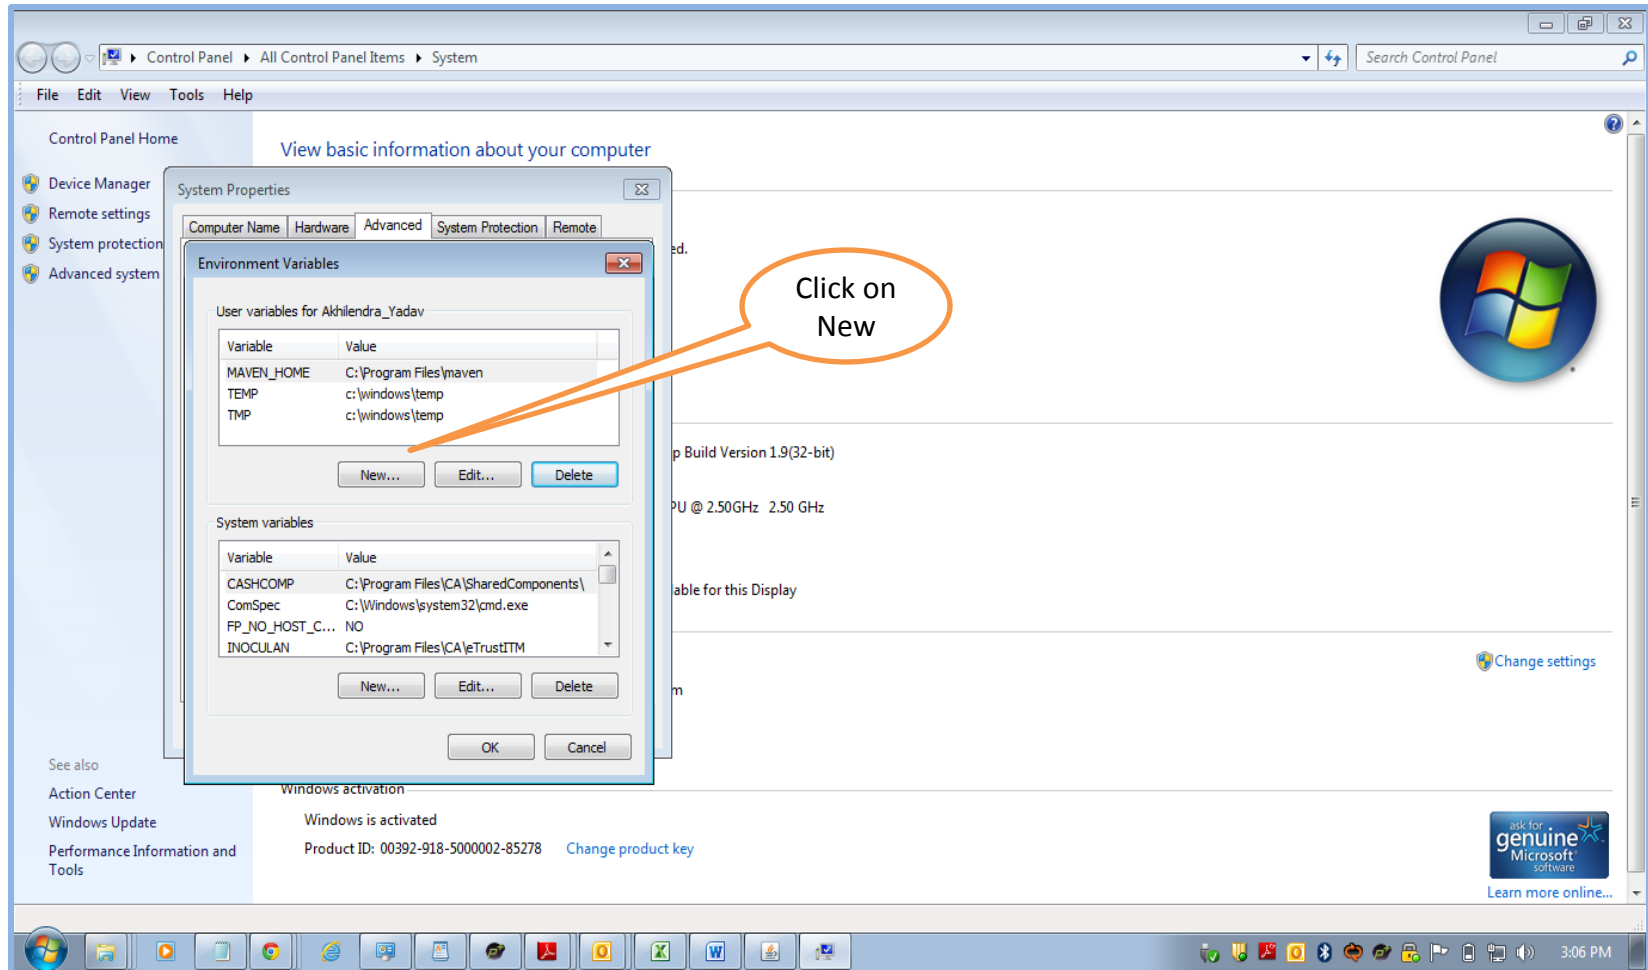 Control Panel All Control Panel Items System
Search Control Panel
File Edit View Tools Help
Control Panel Home
Device Manager
Remote settings
System protection
Advanced system
View basic information about your computer
System Properties
Computer Name Hardware Advanced System Protection Remote
ed.
Environment Variables
User variables for Akhilendra_Yadav
Variable Value
MAVEN_HOME C:\Program Files\maven
TEMP c:\windows\temp
TMP c:\windows\temp
New... Edit... Delete
System variables
Variable Value
CASHCOMP C:\Program Files\CA\SharedComponents\
ComSpec C:\Windows\system32\cmd.exe
FP_NO_HOST_C... NO
INOCULAN C:\Program Files\CA\eTrustITM
New... Edit... Delete
OK Cancel
Click on
New
p Build Version 1.9(32-bit)
PU @ 2.50GHz 2.50 GHz
lable for this Display
Change settings
m
See also
Action Center
Windows Update
Performance Information and
Tools
Windows activation
Windows is activated
Product ID: 00392-918-5000002-85278 Change product key
ask for
genuine
Microsoft
software
Learn more online...
3:06 PM